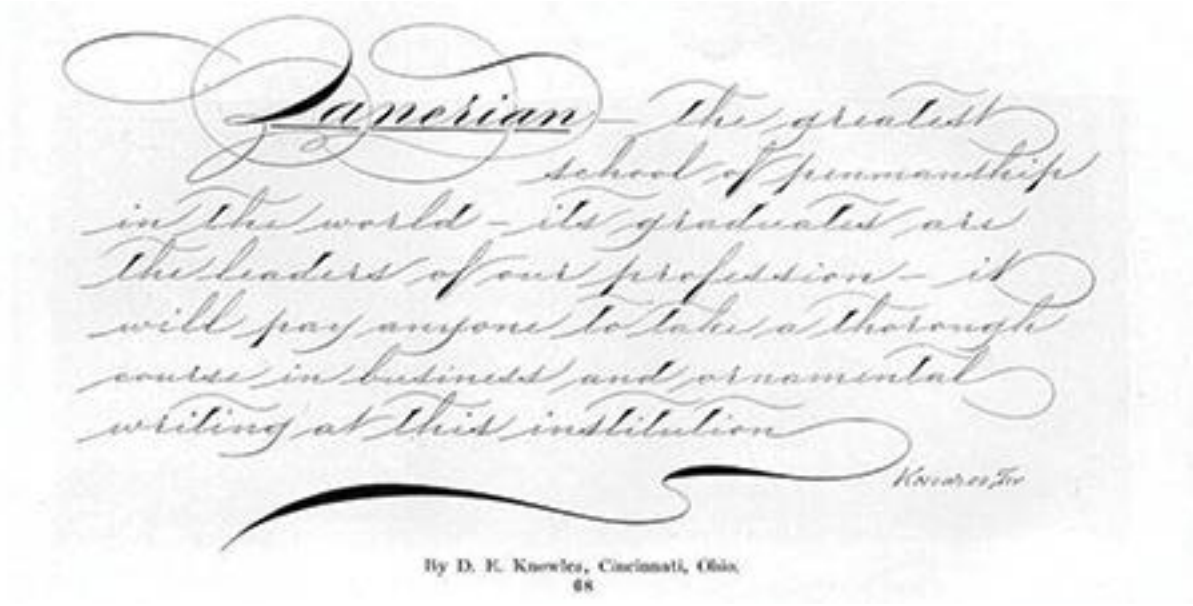 Zanerian — the greatest
school of penmanship
in the world — its graduates are
the leaders of our profession — it
will pay anyone to take a thorough
course in business and ornamental
writing at this institution
By D. E. Knowles, Cincinnati, Ohio.
68